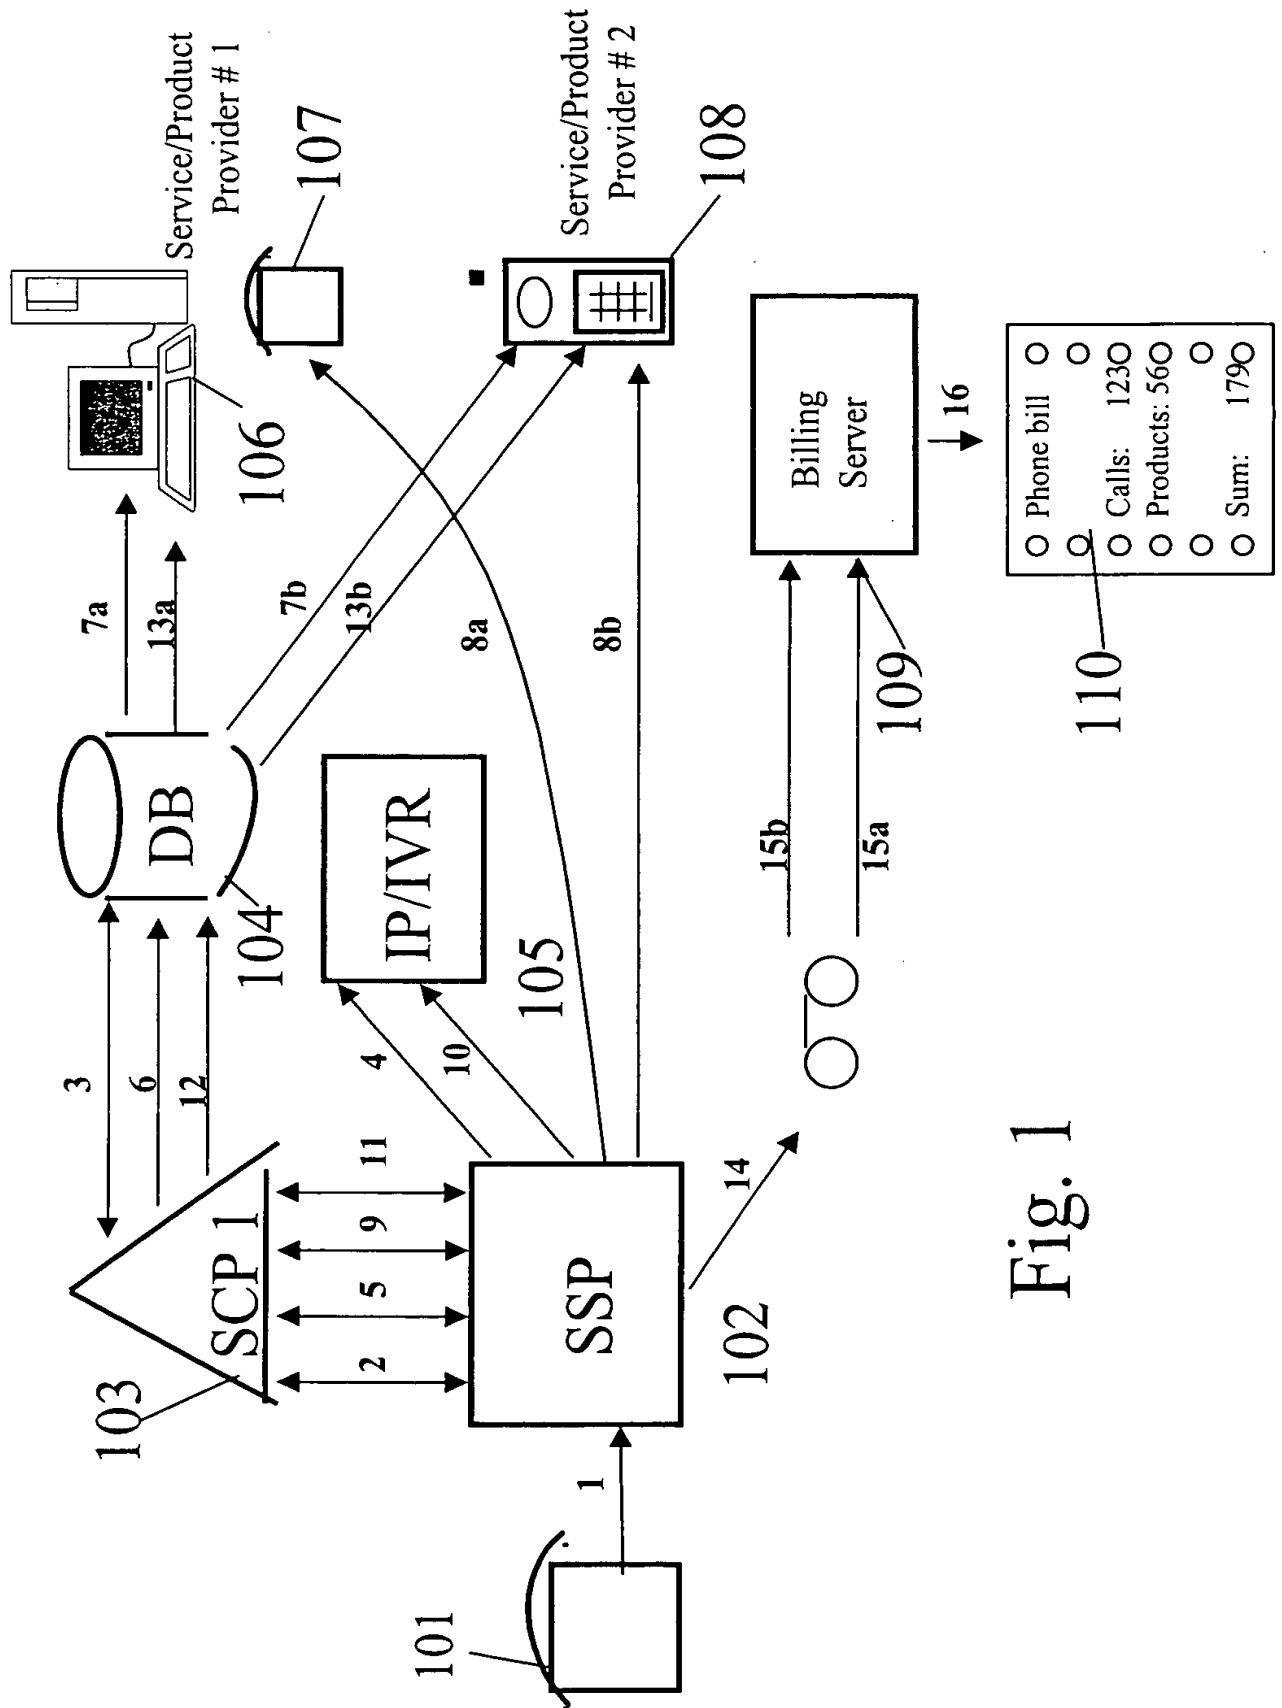 Service/Product
Provider # 1
106
107
7a
13a
DB
104
3
6
12
SCP 1
103
7b
13b
IP/IVR
4
10
105
11
9
5
2
8a
8b
Service/Product
Provider # 2
108
SSP
102
1
101
14
15b
15a
Billing
Server
109
16
Phone bill
Calls: 123
Products: 56
Sum: 179
110
Fig. 1